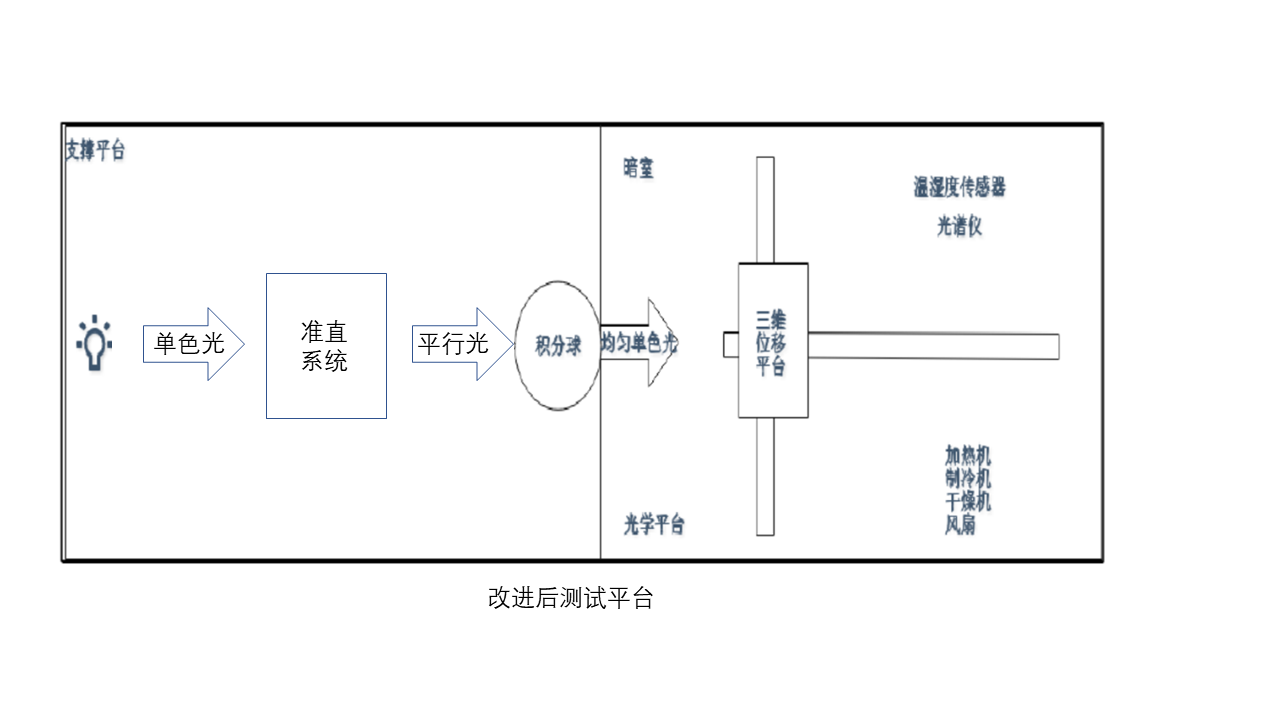 支撑平台
暗室
温湿度传感器
光谱仪
单色光
准直
系统
平行光
积分球
均匀单色光
三维
位移
平台
加热机
制冷机
干燥机
风扇
光学平台
改进后测试平台